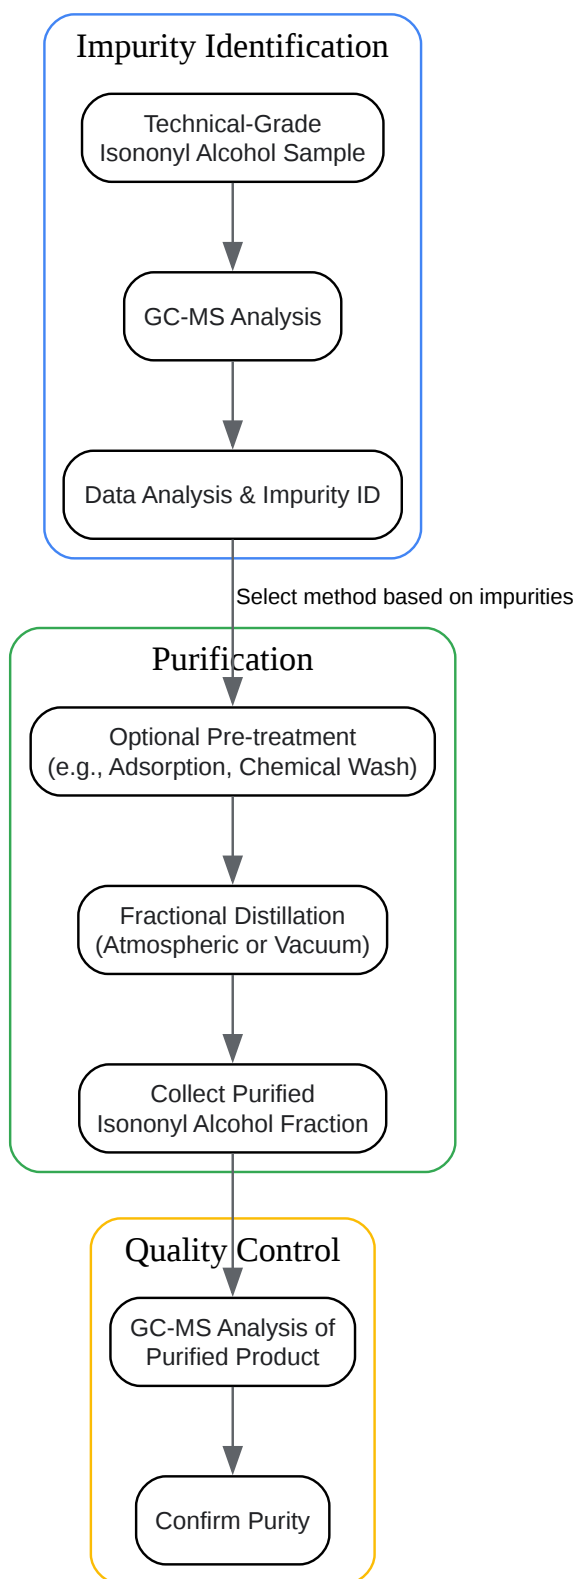 Impurity Identification
Technical-Grade
Isononyl Alcohol Sample
GC-MS Analysis
Data Analysis & Impurity ID
Select method based on impurities
Purification
Optional Pre-treatment
(e.g., Adsorption, Chemical Wash)
Fractional Distillation
(Atmospheric or Vacuum)
Collect Purified
Isononyl Alcohol Fraction
Quality Control
GC-MS Analysis of
Purified Product
Confirm Purity